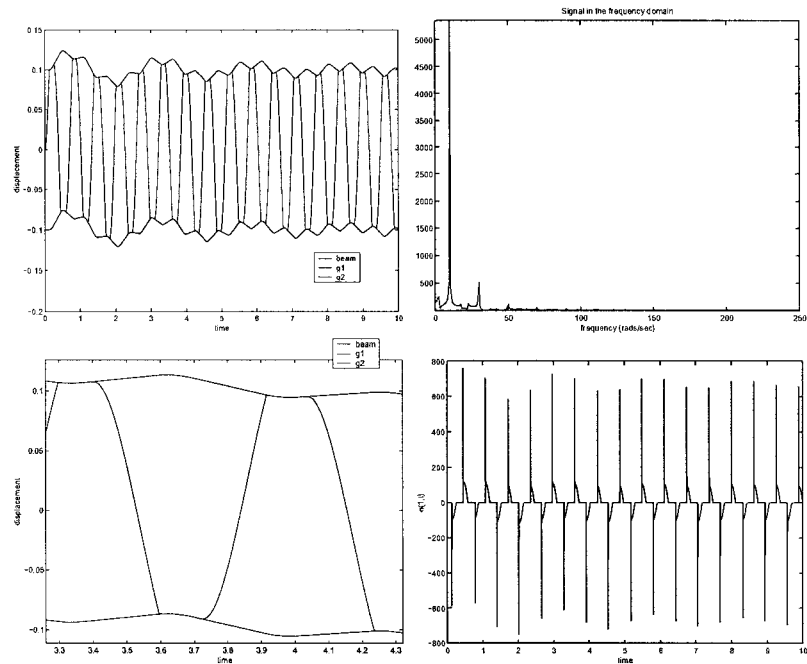 Signal in the frequency domain
0.15
0.1
0.05
0
-0.05
-0.1
-0.15
-0.2
displacement
0 1 2 3 4 5 6 7 8 9 10
time
beam
g1
g2
5000
4500
4000
3500
3000
2500
2000
1500
1000
500
0 50 100 150 200 250
frequency (rads/sec)
beam
g1
g2
0.1
0.05
0
-0.05
-0.1
displacement
3.3 3.4 3.5 3.6 3.7 3.8 3.9 4 4.1 4.2 4.3
time
800
600
400
200
0
-200
-400
-600
-800
σ(1,t)
0 1 2 3 4 5 6 7 8 9 10
time